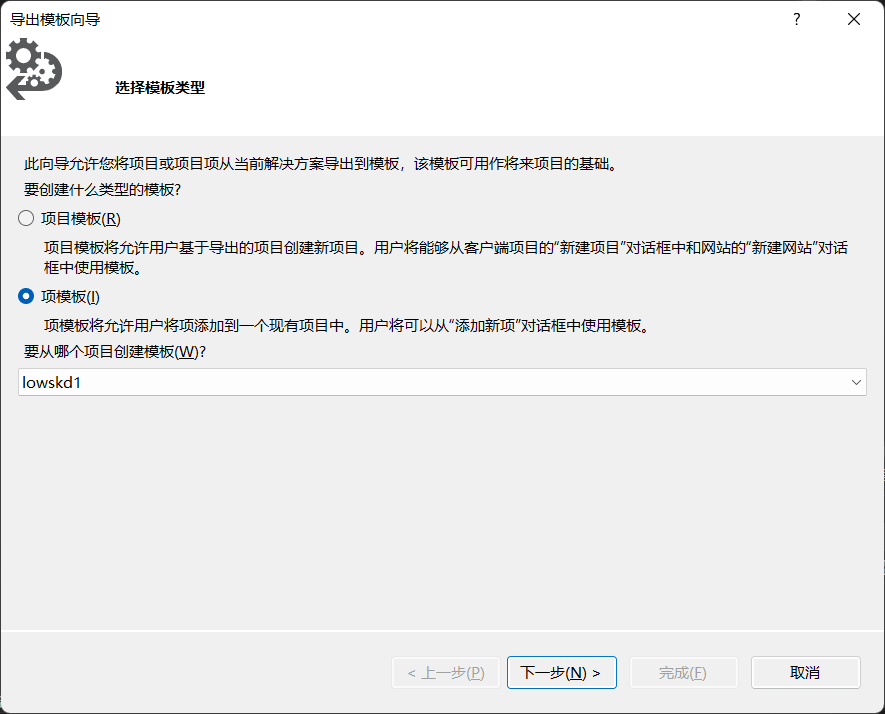 导出模板向导
?
选择模板类型
此向导允许您将项目或项目项从当前解决方案导出到模板，该模板可用作将来项目的基础。
要创建什么类型的模板?
项目模板(R)
项目模板将允许用户基于导出的项目创建新项目。用户将能够从客户端项目的“新建项目”对话框中和网站的“新建网站”对话
框中使用模板。
项模板(I)
项模板将允许用户将项添加到一个现有项目中。用户将可以从“添加新项”对话框中使用模板。
要从哪个项目创建模板(W)?
lowskd1
< 上一步(P)
下一步(N) >
完成(F)
取消